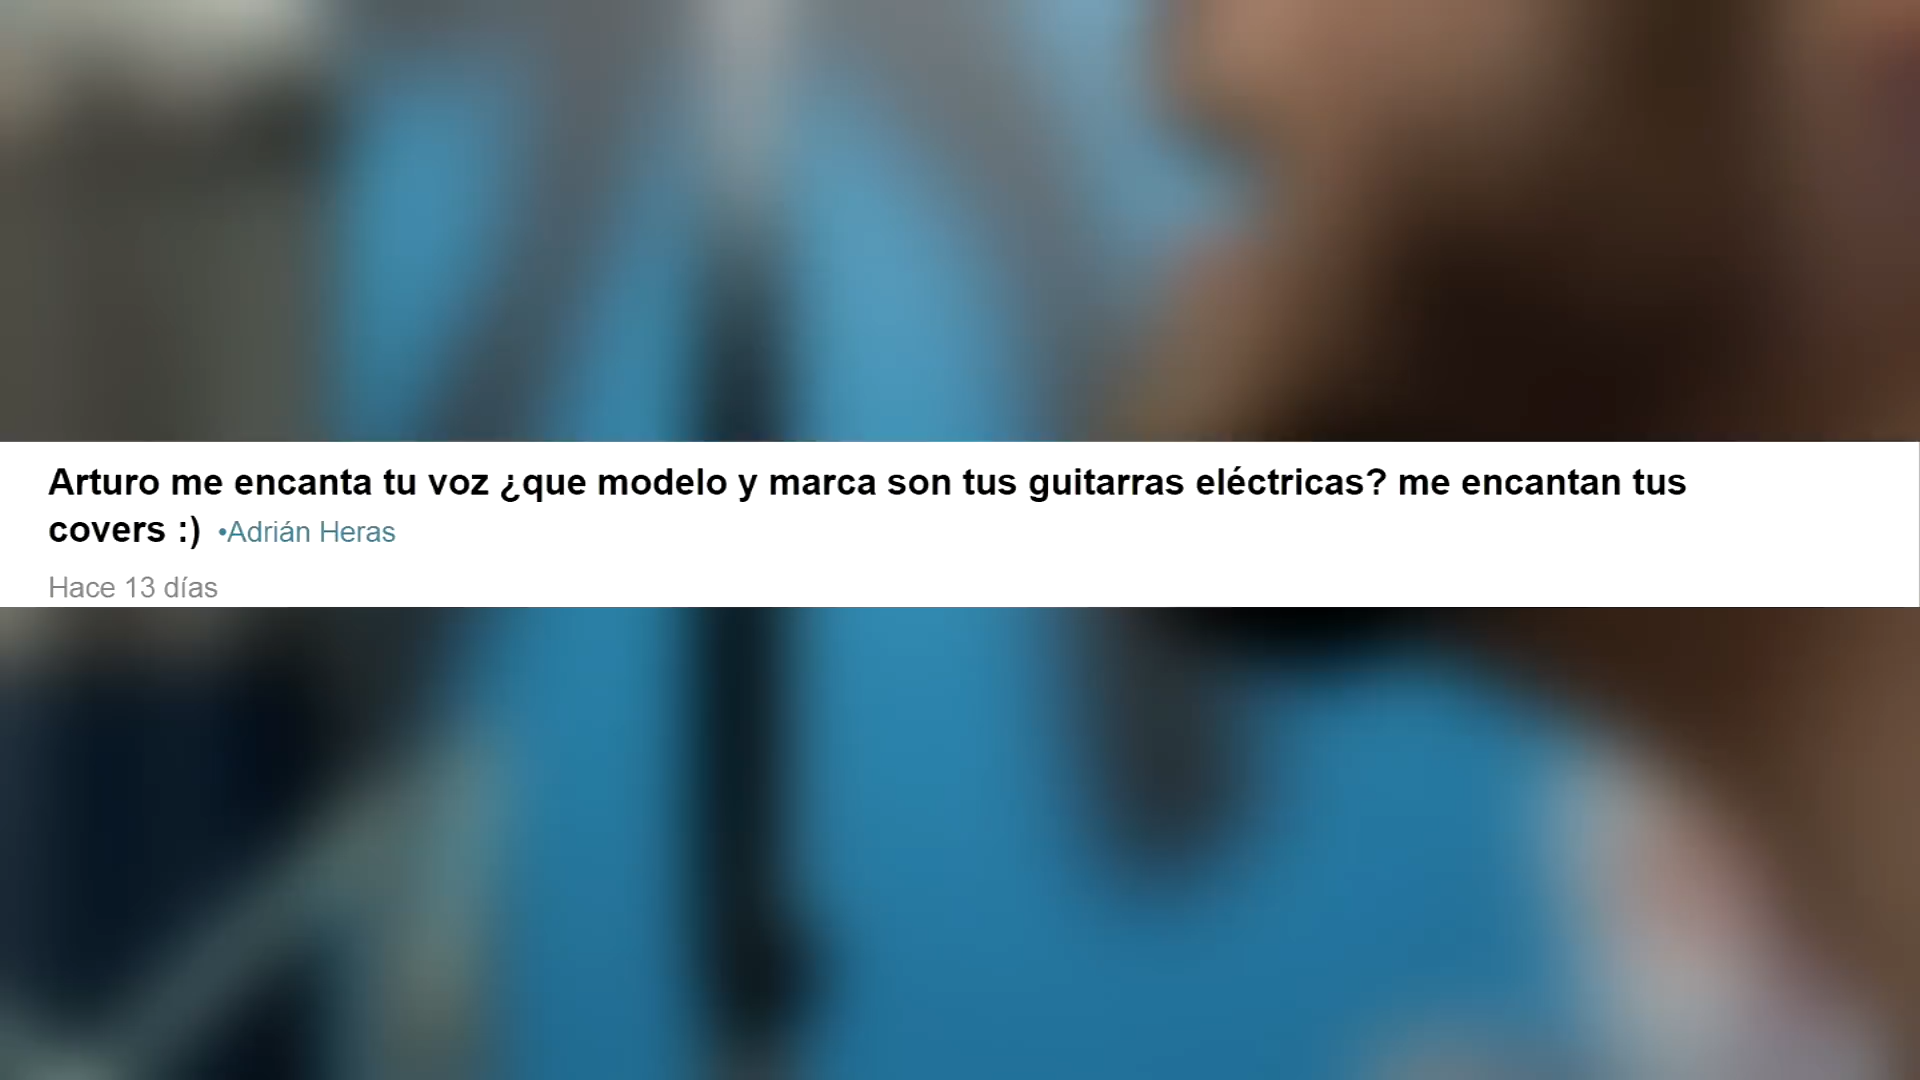 Arturo me encanta tu voz ¿que modelo y marca son tus guitarras eléctricas? me encantan tus
covers :) •Adrián Heras
Hace 13 días